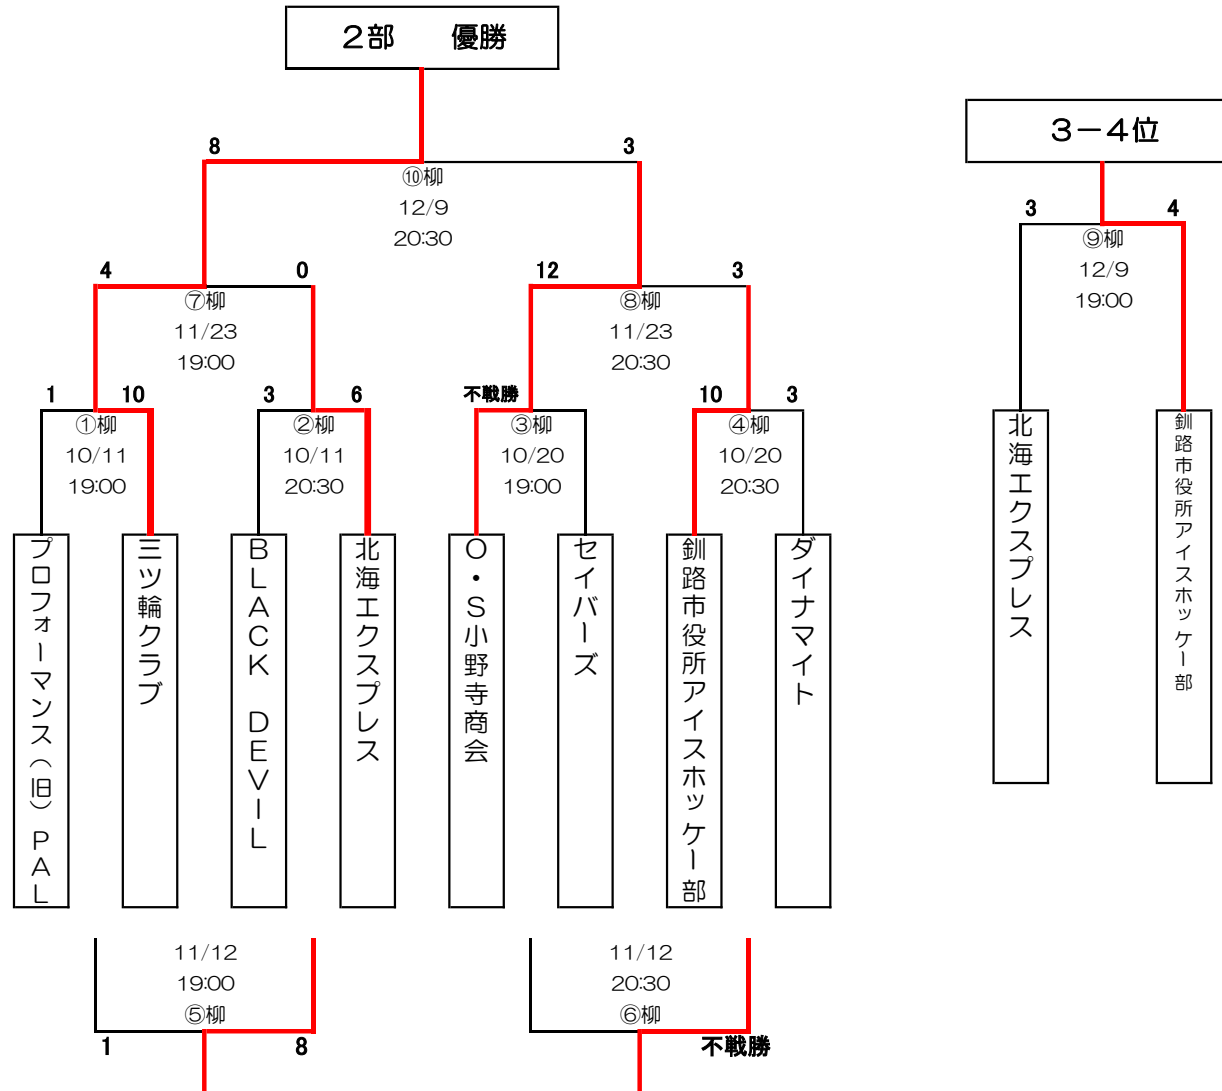 2部 優勝
3－4位
8
3
⑩柳
12/9
20:30
3
4
⑨柳
12/9
19:00
4
0
⑦柳
11/23
19:00
12
3
⑧柳
11/23
20:30
1
10
①柳
10/11
19:00
3
6
②柳
10/11
20:30
不戦勝
③柳
10/20
19:00
10
3
④柳
10/20
20:30
プロフォーマンス（旧）PAL
三ツ輪クラブ
BLACK DEVIL
北海エクスプレス
O・S小野寺商会
セイバーズ
釧路市役所アイスホッケー部
ダイナマイト
北海エクスプレス
釧路市役所アイスホッケー部
11/12
19:00
⑤柳
1
8
11/12
20:30
⑥柳
不戦勝